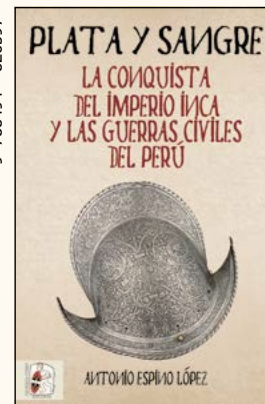 PLATA Y SANGRE
LA CONQUISTA
DEL IMPERIO INCA
Y LAS GUERRAS CIVILES
DEL PERÚ
ANTONIO ESPINO LÓPEZ